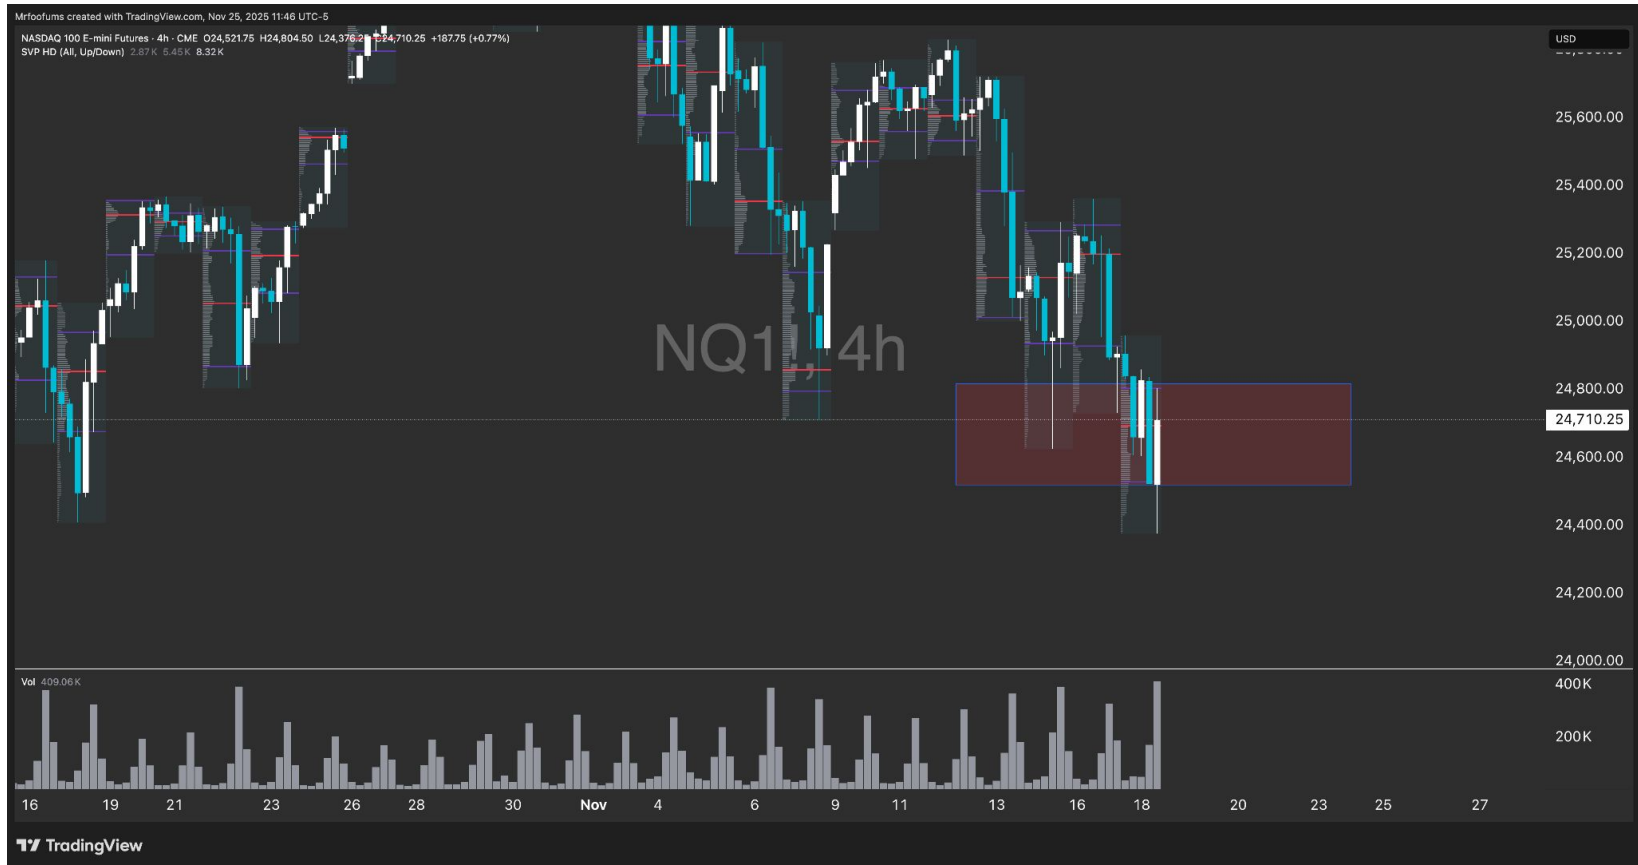 Mrfoofums created with TradingView.com, Nov 25, 2025 11:46 UTC-5
NASDAQ 100 E-mini Futures · 4h · CME O24,521.75 H24,804.50 L24,376.25 C24,710.25 +187.75 (+0.77%)
SVP HD (All, Up/Down) 2.87K 5.45K 8.32K
USD
25,600.00
25,400.00
25,200.00
25,000.00
NQ1!, 4h
24,800.00
24,710.25
24,600.00
24,400.00
24,200.00
24,000.00
Vol 409.06K
400K
200K
16 19 21 23 26 28 30 Nov 4 6 9 11 13 16 18 20 23 25 27
TradingView